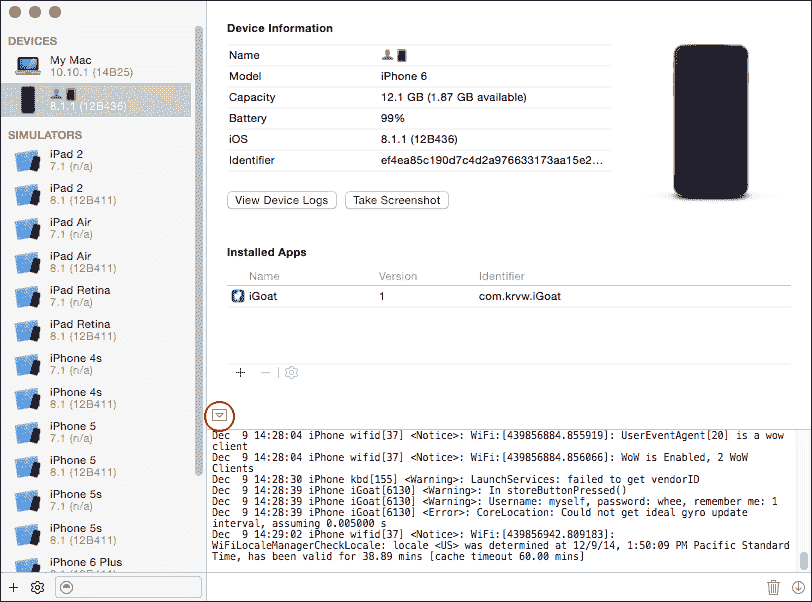 DEVICES
My Mac
10.10.1 (14B25)
8.1.1 (12B436)
SIMULATORS
iPad 2
7.1 (n/a)
iPad 2
8.1 (12B411)
iPad Air
7.1 (n/a)
iPad Air
8.1 (12B411)
iPad Retina
7.1 (n/a)
iPad Retina
8.1 (12B411)
iPhone 4s
7.1 (n/a)
iPhone 4s
8.1 (12B411)
iPhone 5
7.1 (n/a)
iPhone 5
8.1 (12B411)
iPhone 5s
7.1 (n/a)
iPhone 5s
8.1 (12B411)
iPhone 6 Plus
8.1 (12B411)
Device Information
Name
Model iPhone 6
Capacity 12.1 GB (1.87 GB available)
Battery 99%
iOS 8.1.1 (12B436)
Identifier ef4ea85c190d7c4d2a976633173aa15e2...
View Device Logs Take Screenshot
Installed Apps
Name Version Identifier
iGoat 1 com.krvw.iGoat
Dec  9 14:28:04 iPhone wifid[37] <Notice>: WiFi:[439856884.855919]: UserEventAgent[20] is a wow
client
Dec  9 14:28:04 iPhone wifid[37] <Notice>: WiFi:[439856884.856066]: WoW is Enabled, 2 WoW
Clients
Dec  9 14:28:30 iPhone kbd[155] <Warning>: LaunchServices: failed to get vendorID
Dec  9 14:28:39 iPhone iGoat[6130] <Warning>: In storeButtonPressed()
Dec  9 14:28:39 iPhone iGoat[6130] <Warning>: Username: myself, password: whee, remember me: 1
Dec  9 14:28:39 iPhone iGoat[6130] <Error>: CoreLocation: Could not get ideal gyro update
interval, assuming 0.005000 s
Dec  9 14:29:02 iPhone wifid[37] <Notice>: WiFi:[439856942.809183]:
WiFiLocaleManagerCheckLocale: locale <US> was determined at 12/9/14, 1:50:09 PM Pacific Standard
Time, has been valid for 38.89 mins [cache timeout 60.00 mins]